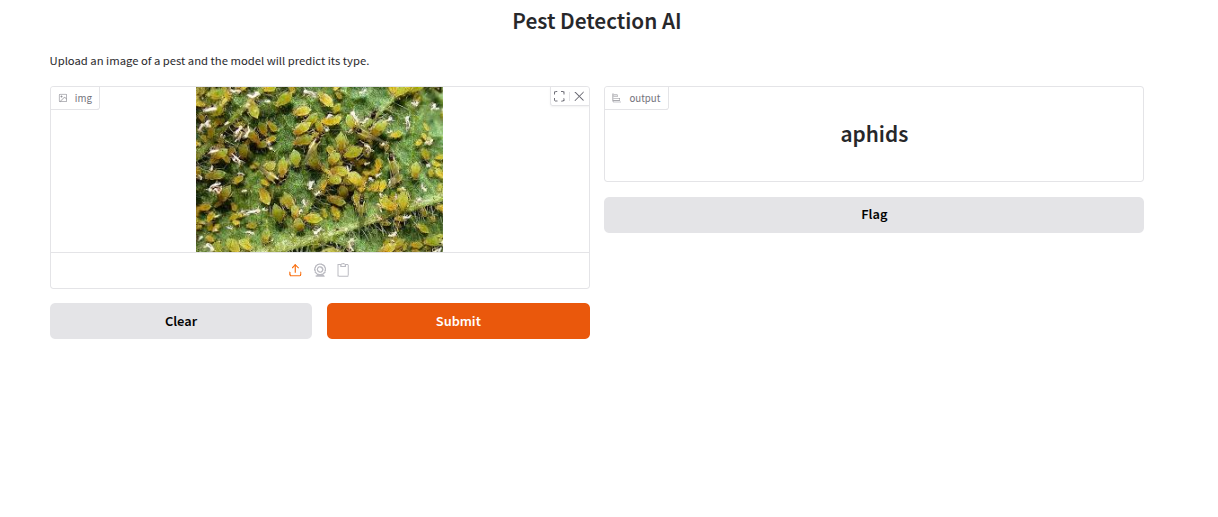 Pest Detection AI
Upload an image of a pest and the model will predict its type.
img
output
aphids
Flag
Clear
Submit